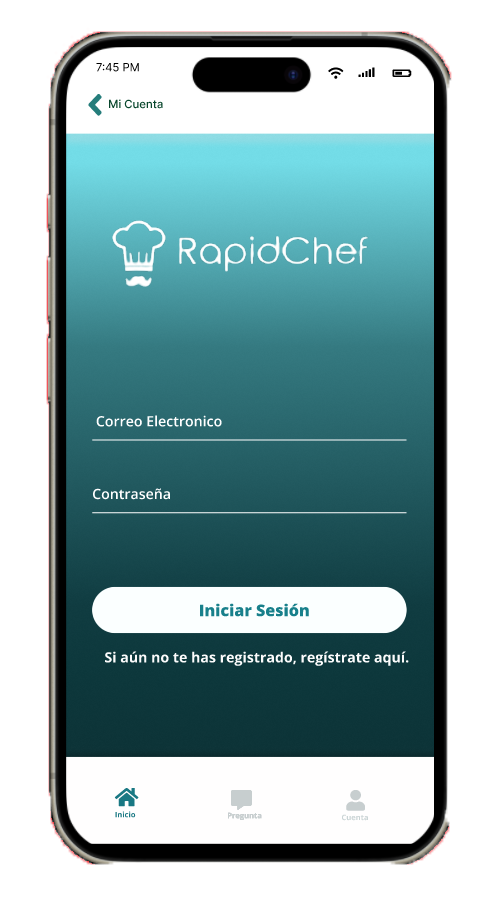 7:45 PM
Mi Cuenta
RapidChef
Correo Electronico
Contraseña
Iniciar Sesión
Si aún no te has registrado, regístrate aquí.
Inicio
Pregunta
Cuenta